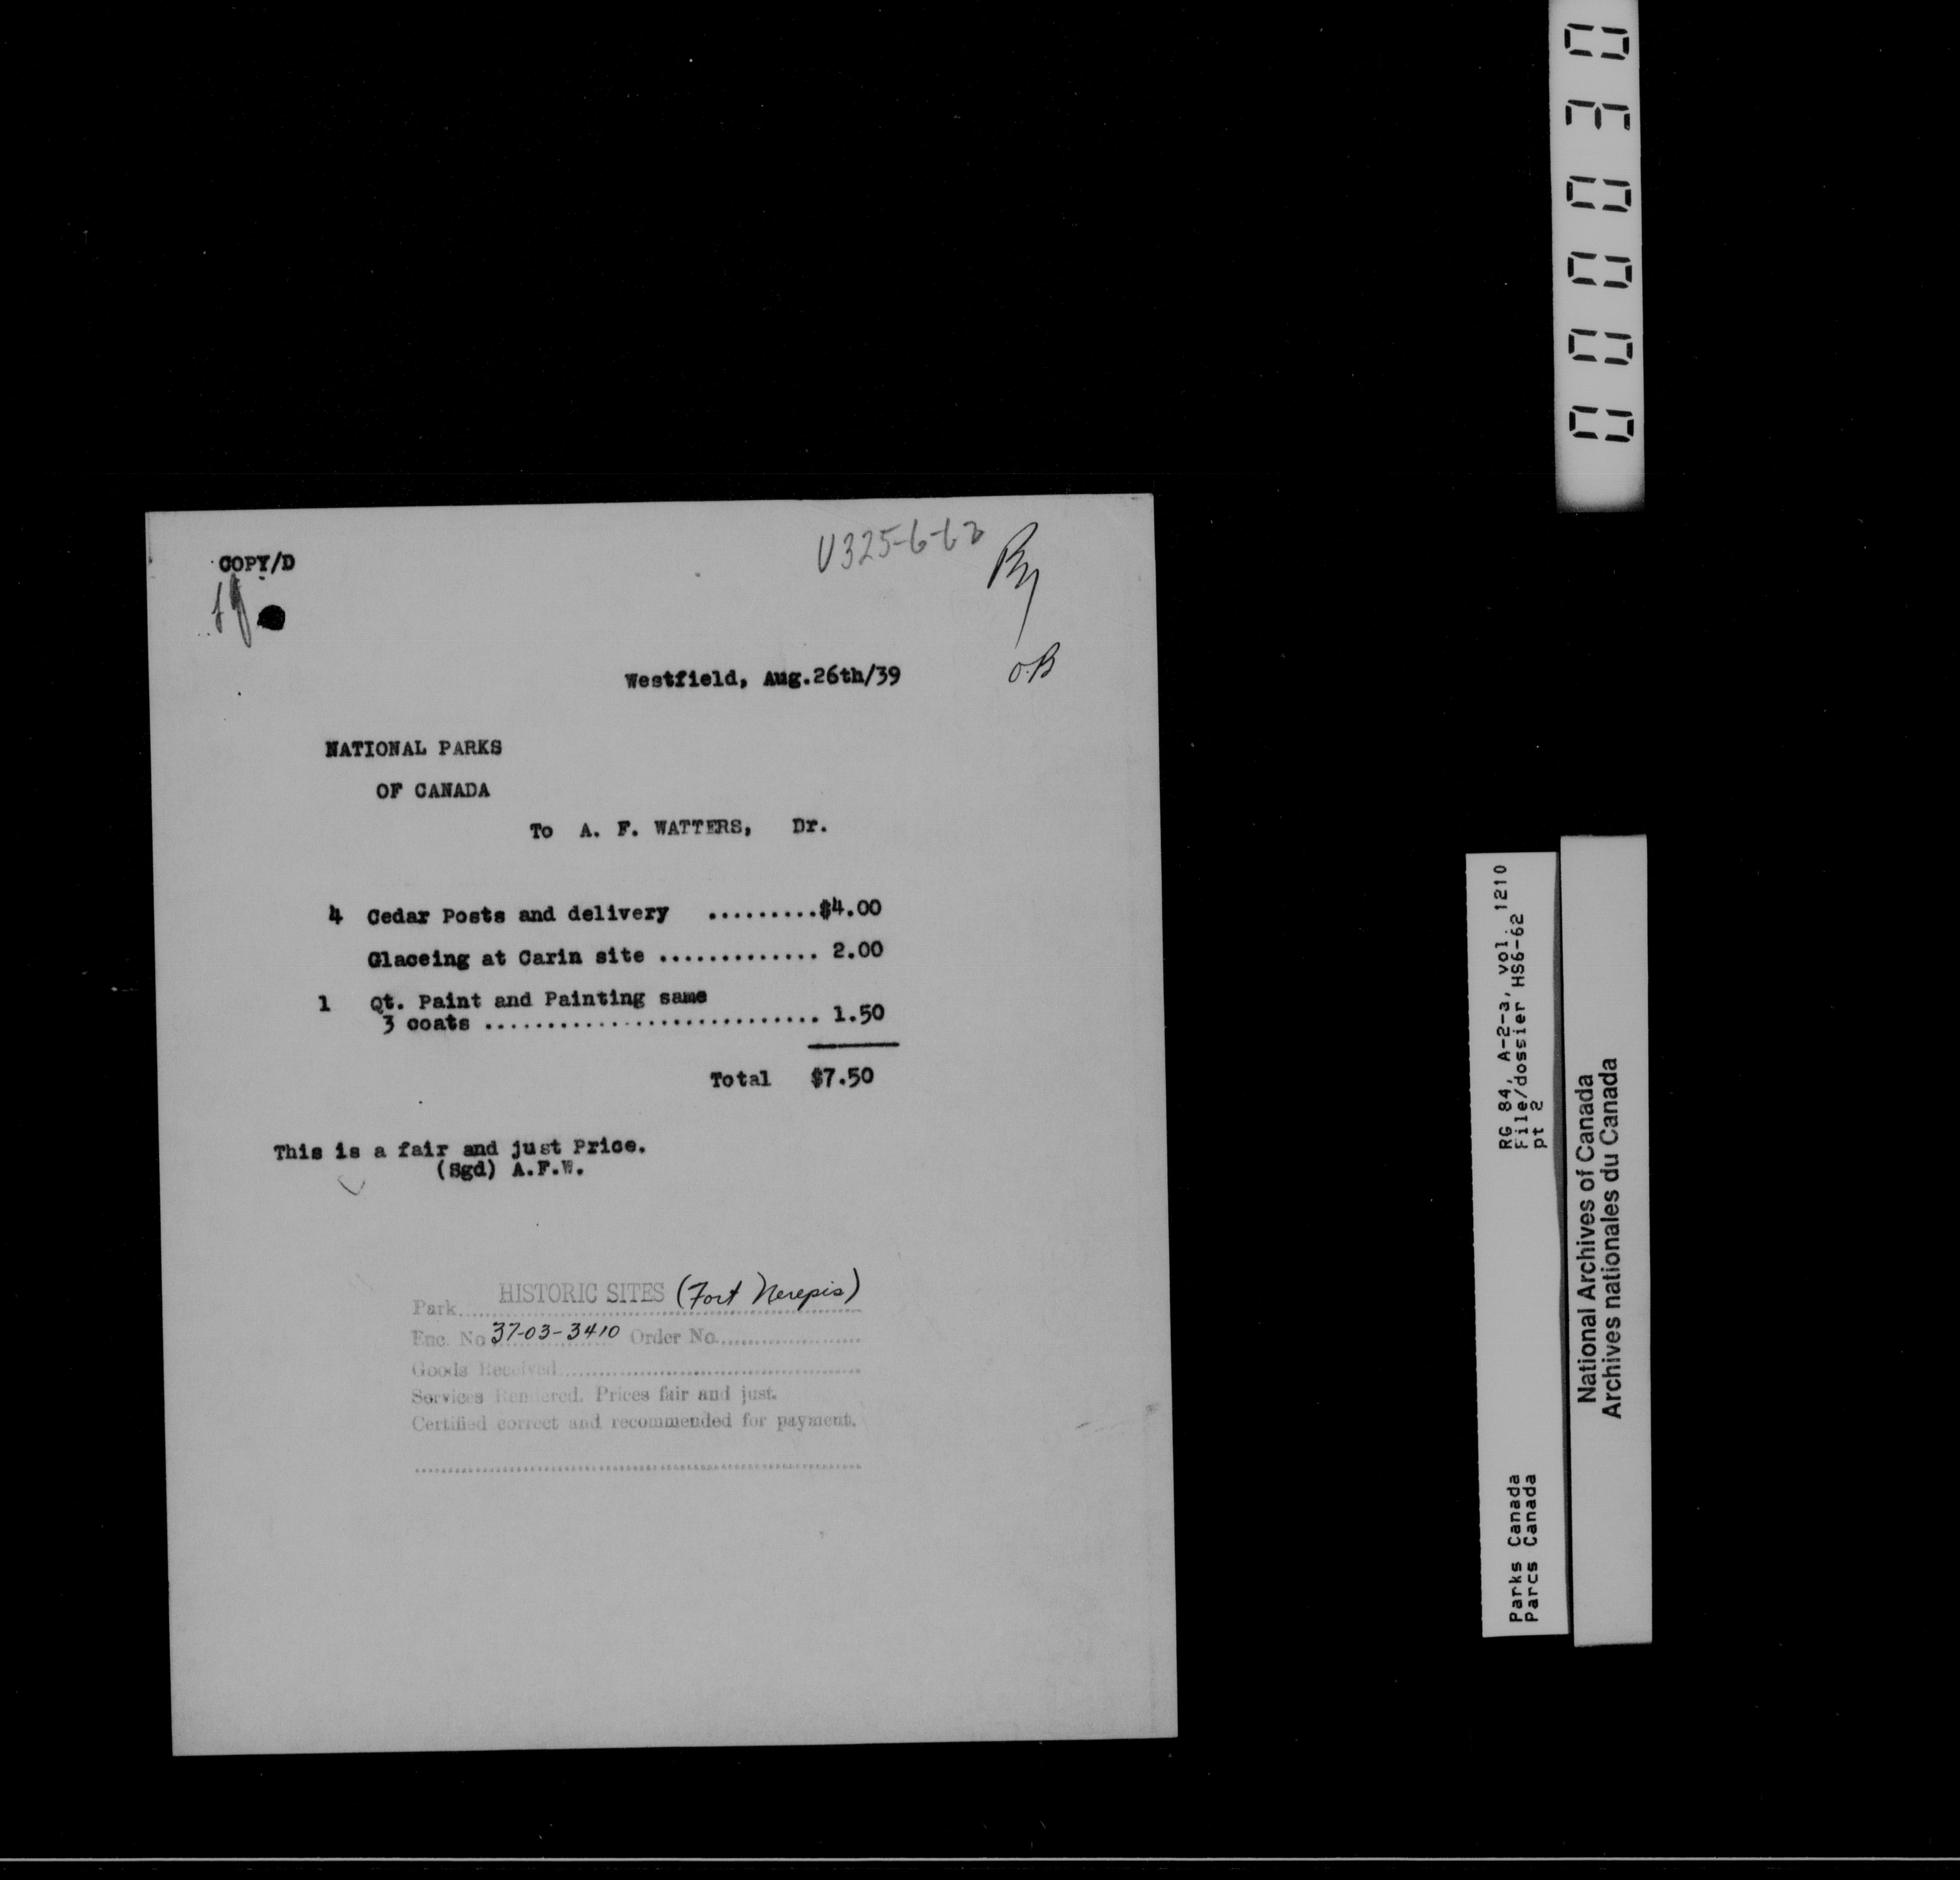 COPY/D
U325-6-62
O.B
Westfield, Aug.26th/39
NATIONAL PARKS
OF CANADA
To A. F. WATTERS, Dr.
4 Cedar Posts and delivery .........$4.00
Glaceing at Carin site ............. 2.00
1 Qt. Paint and Painting same
3 coats ........................... 1.50
Total $7.50
This is a fair and just Price.
(Sgd) A.F.W.
Park HISTORIC SITES (Fort Nerepis)
Enc. No 37-03-3410 Order No.
Goods Received
Services Rendered. Prices fair and just.
Certified correct and recommended for payment.
RG 84, A-2-3, vol. 1210
File/dossier HS6-62
pt 2
Parks Canada
Parcs Canada
National Archives of Canada
Archives nationales du Canada